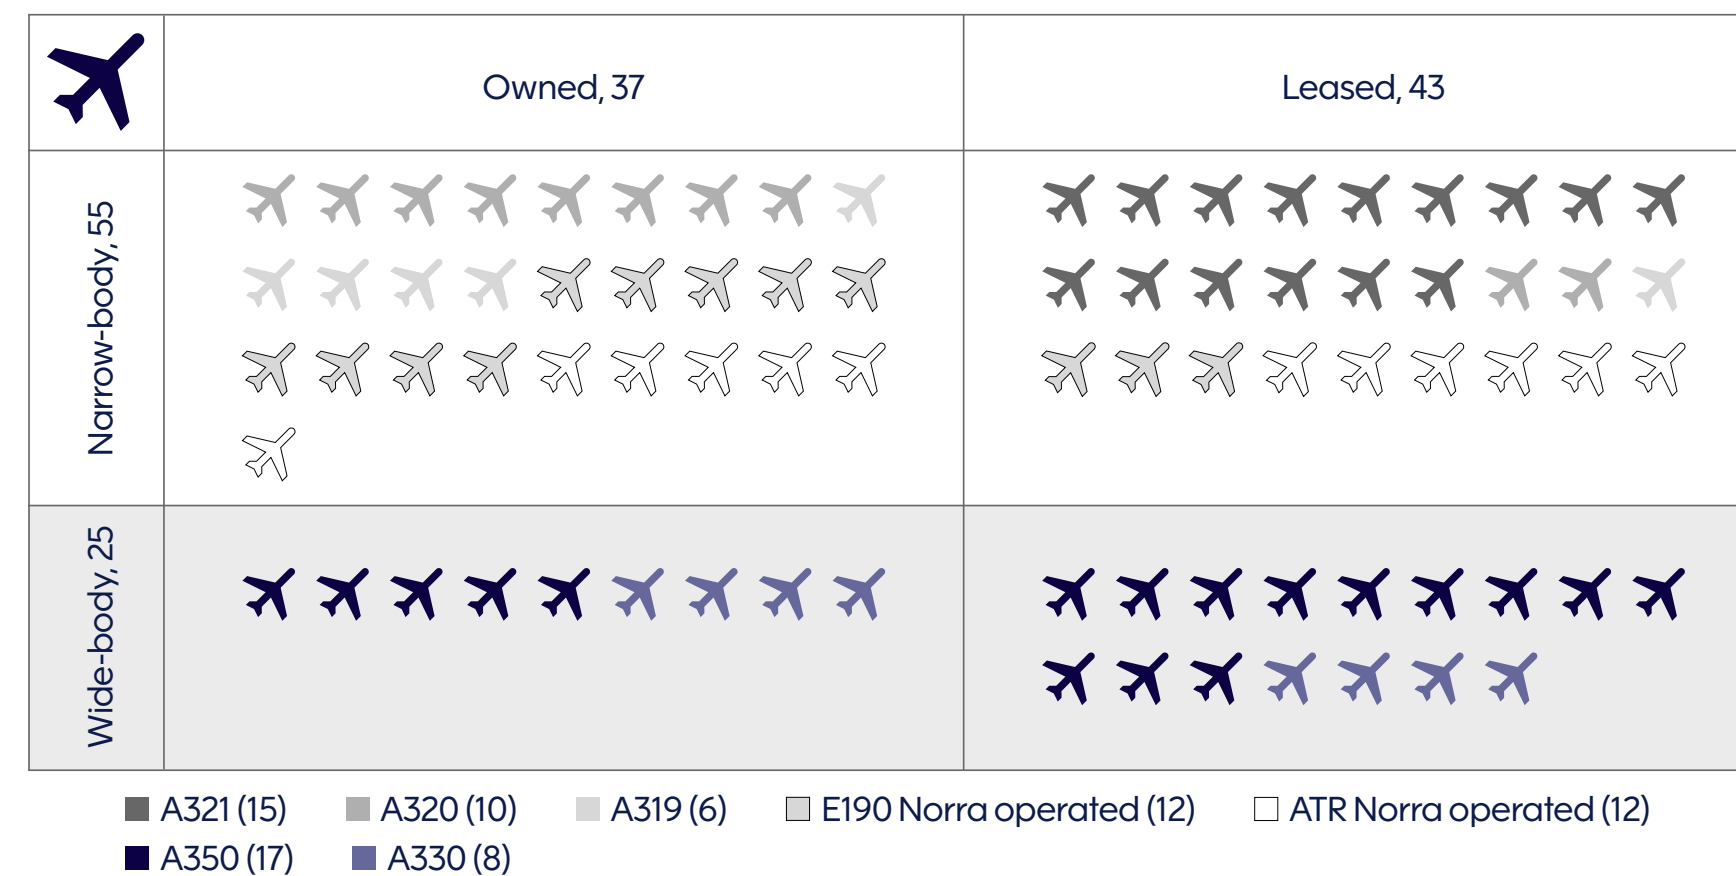 Owned, 37
Leased, 43
Narrow-body, 55
Wide-body, 25
A321 (15)
A320 (10)
A319 (6)
E190 Norra operated (12)
ATR Norra operated (12)
A350 (17)
A330 (8)